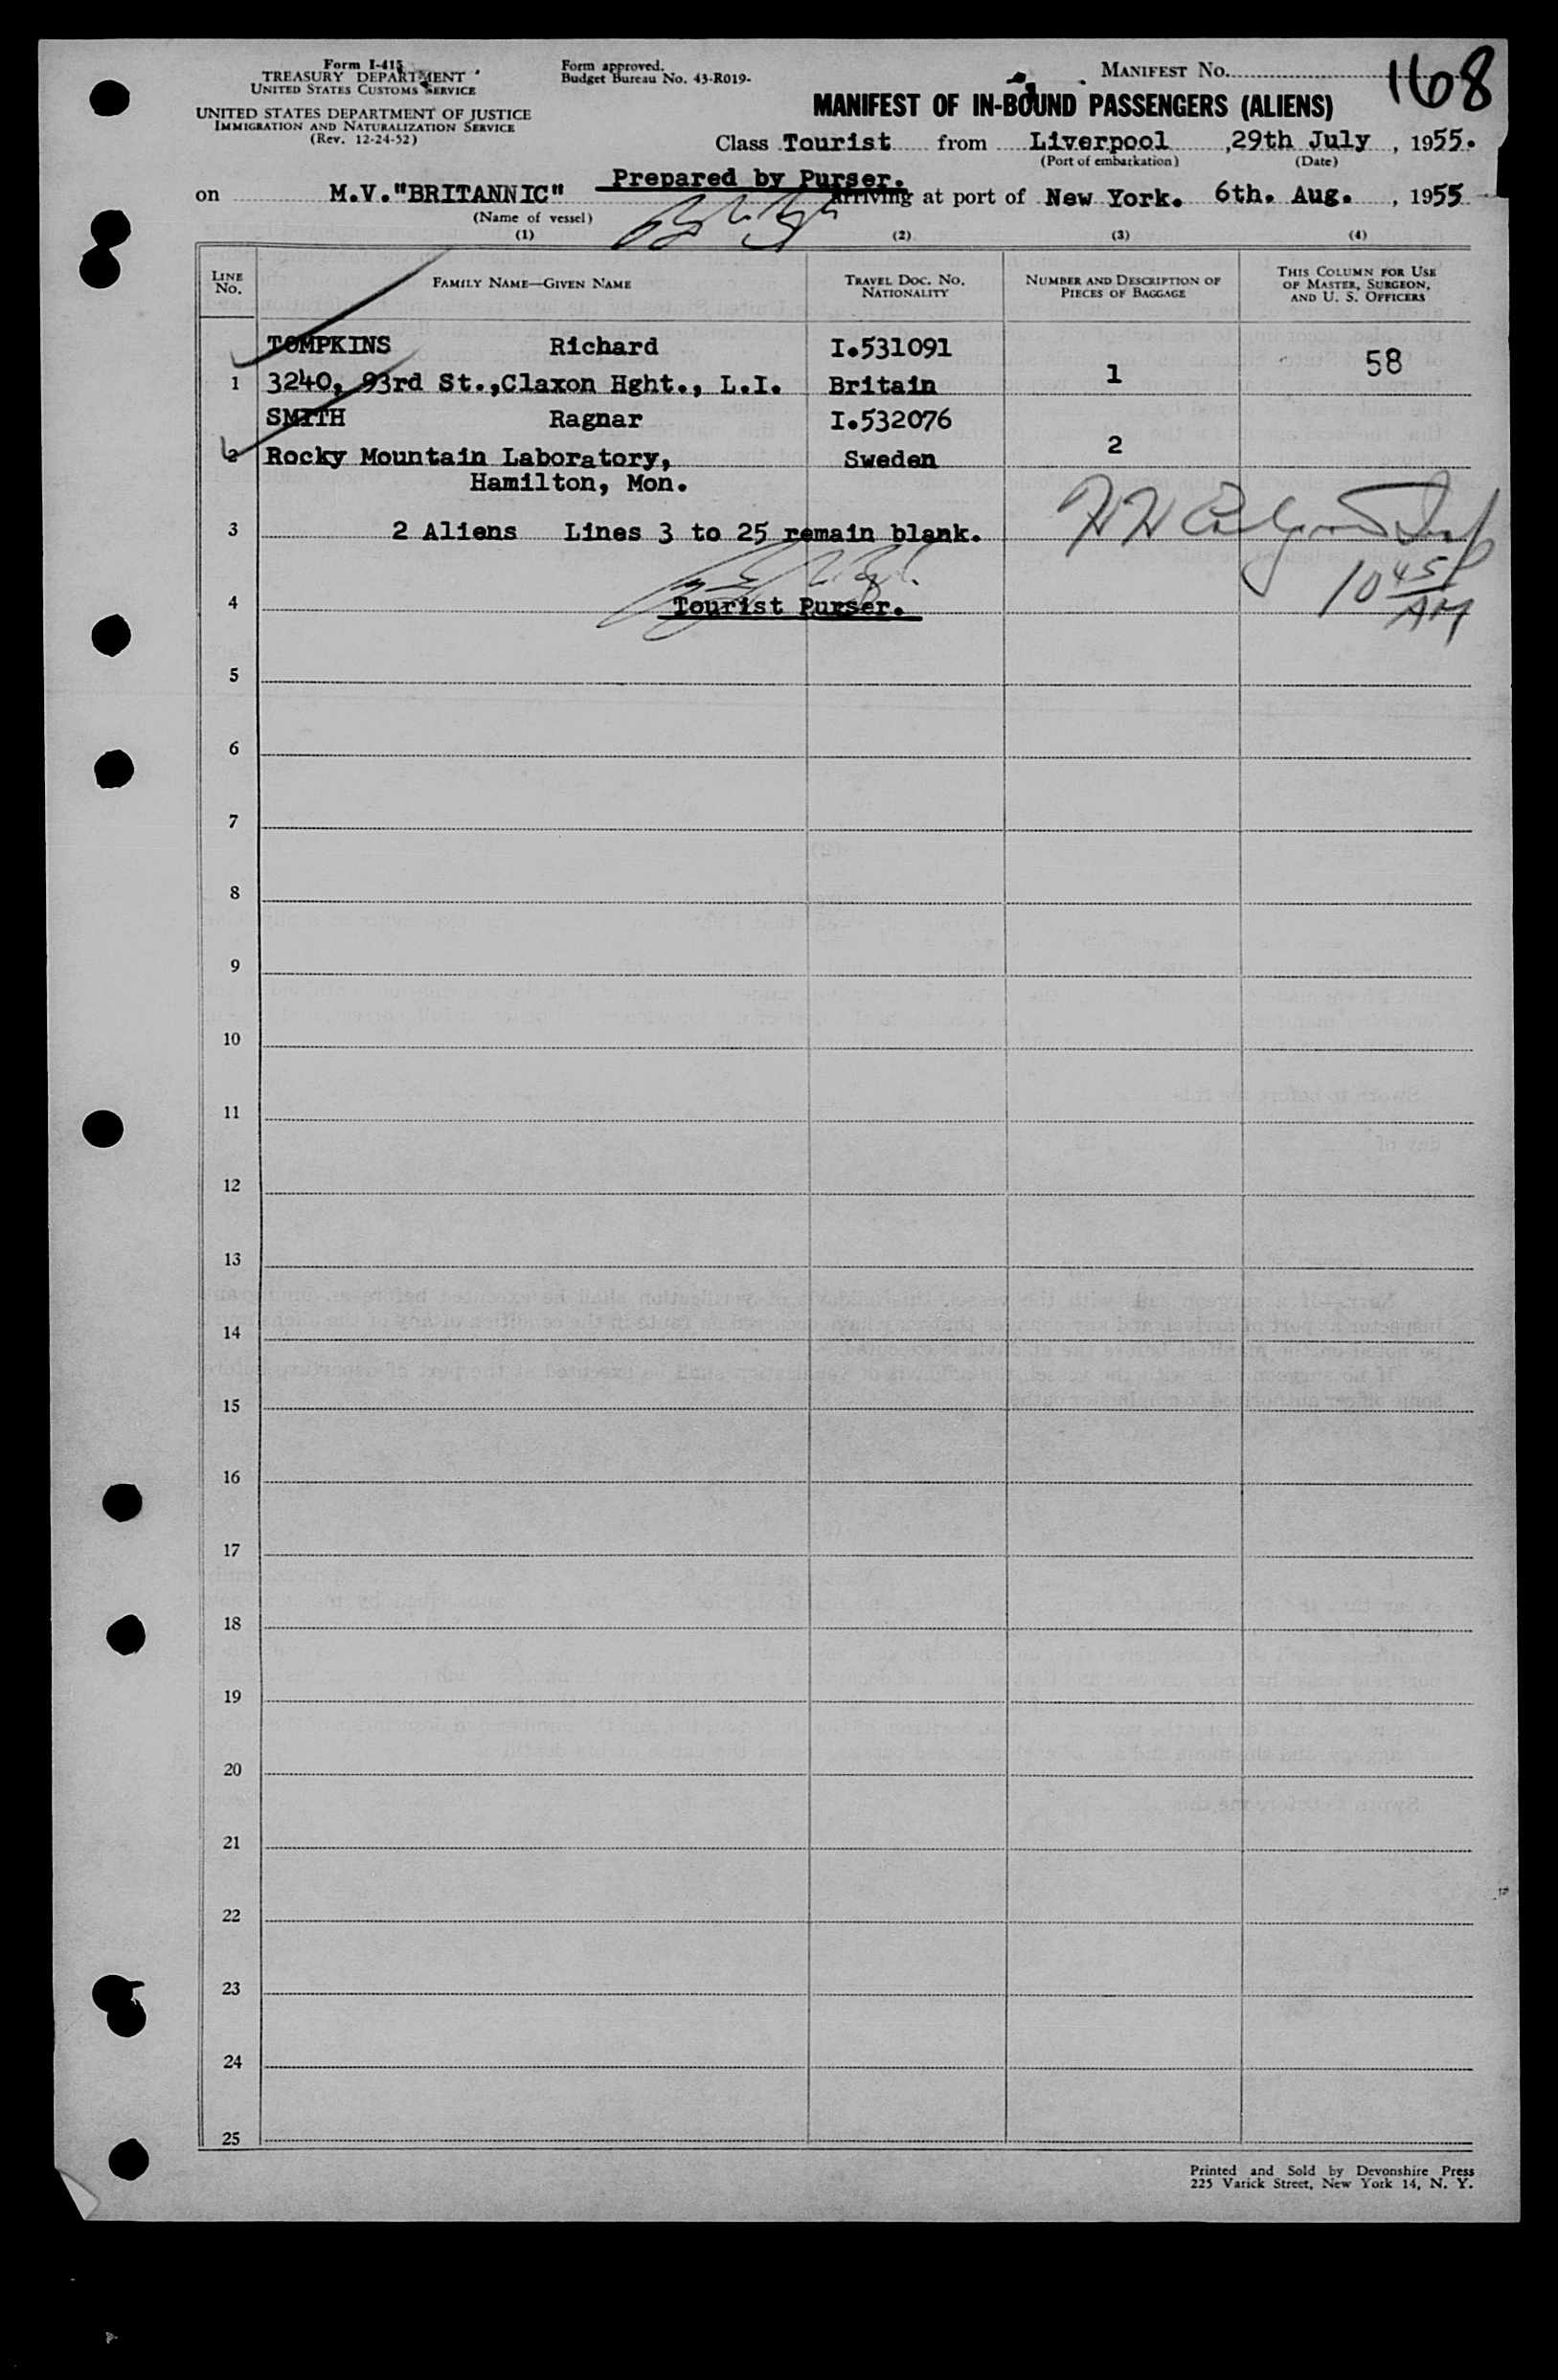 Form I-415
TREASURY DEPARTMENT
UNITED STATES CUSTOMS SERVICE
UNITED STATES DEPARTMENT OF JUSTICE
IMMIGRATION AND NATURALIZATION SERVICE
(Rev. 12-24-52)
Form approved.
Budget Bureau No. 43-R019-
MANIFEST NO. 168
MANIFEST OF IN-BOUND PASSENGERS (ALIENS)
Class Tourist from Liverpool, 29th July, 1955.
(Port of embarkation) (Date)
Prepared by Purser.
on M.V."BRITANNIC" arriving at port of New York. 6th. Aug., 1955
(Name of vessel)
(1) (2) (3) (4)
LINE NO. FAMILY NAME—GIVEN NAME TRAVEL DOC. NO. NATIONALITY NUMBER AND DESCRIPTION OF PIECES OF BAGGAGE THIS COLUMN FOR USE OF MASTER, SURGEON, AND U. S. OFFICERS
TOMPKINS Richard I.531091 58
1 3240, 93rd St.,Claxon Hght., L.I. Britain 1
SMITH Ragnar I.532076
2 Rocky Mountain Laboratory, Sweden 2
Hamilton, Mon.
3 2 Aliens Lines 3 to 25 remain blank.
10 45 AM
4 Tourist Purser.
5
6
7
8
9
10
11
12
13
14
15
16
17
18
19
20
21
22
23
24
25
Printed and Sold by Devonshire Press
225 Varick Street, New York 14, N. Y.